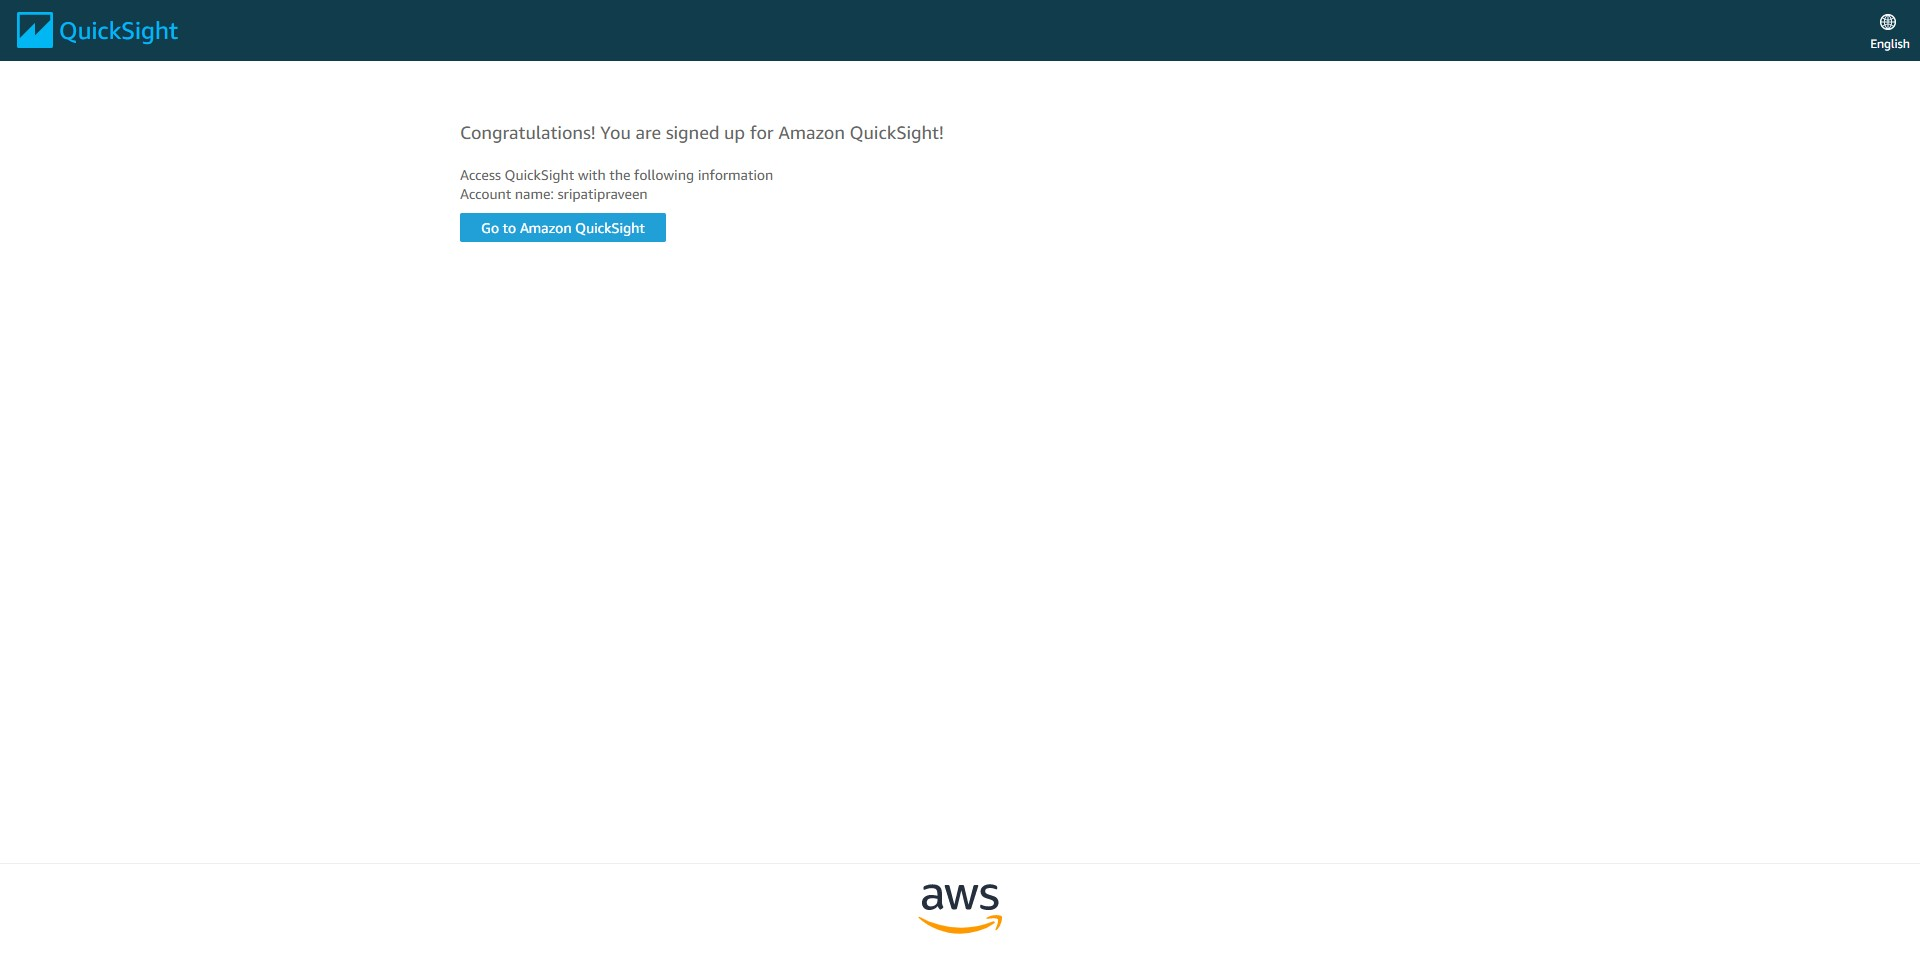 QuickSight
English
Congratulations! You are signed up for Amazon QuickSight!
Access QuickSight with the following information
Account name: sripatipraveen
Go to Amazon QuickSight
aws